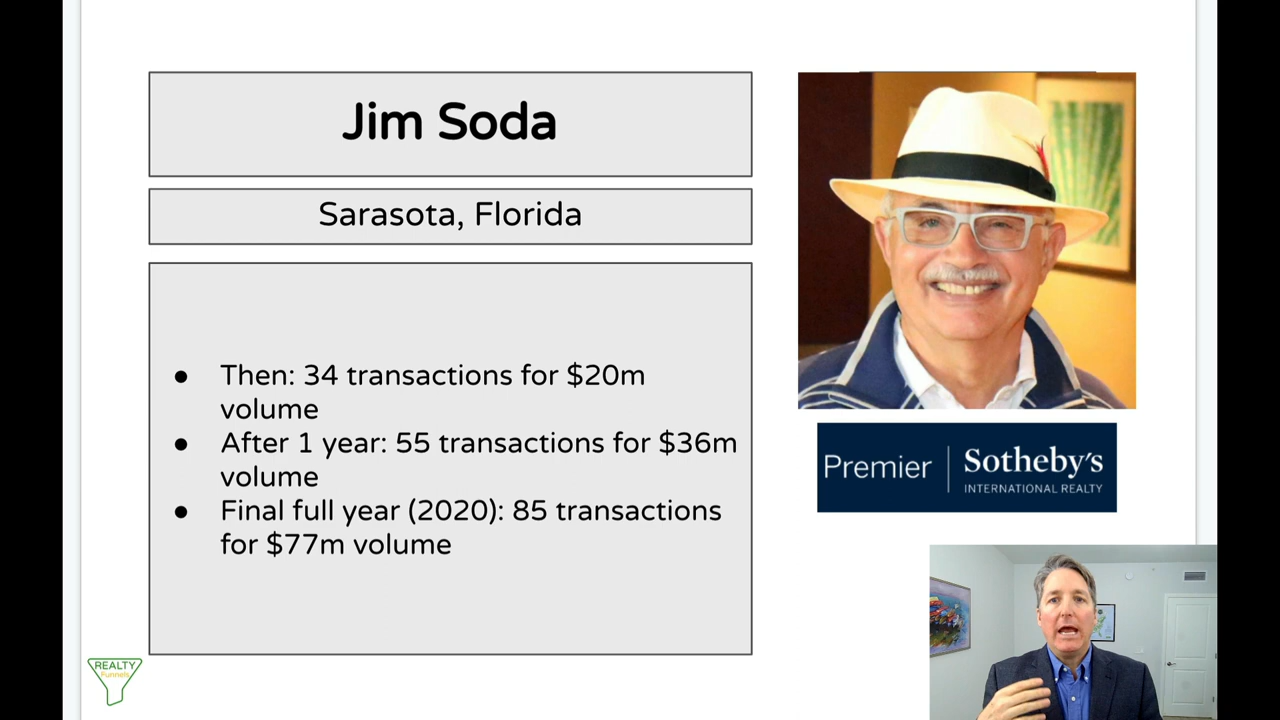 Jim Soda
Sarasota, Florida
● Then: 34 transactions for $20m
volume
● After 1 year: 55 transactions for $36m
volume
● Final full year (2020): 85 transactions
for $77m volume
Premier | Sotheby's
INTERNATIONAL REALTY
REALTY
Funnels